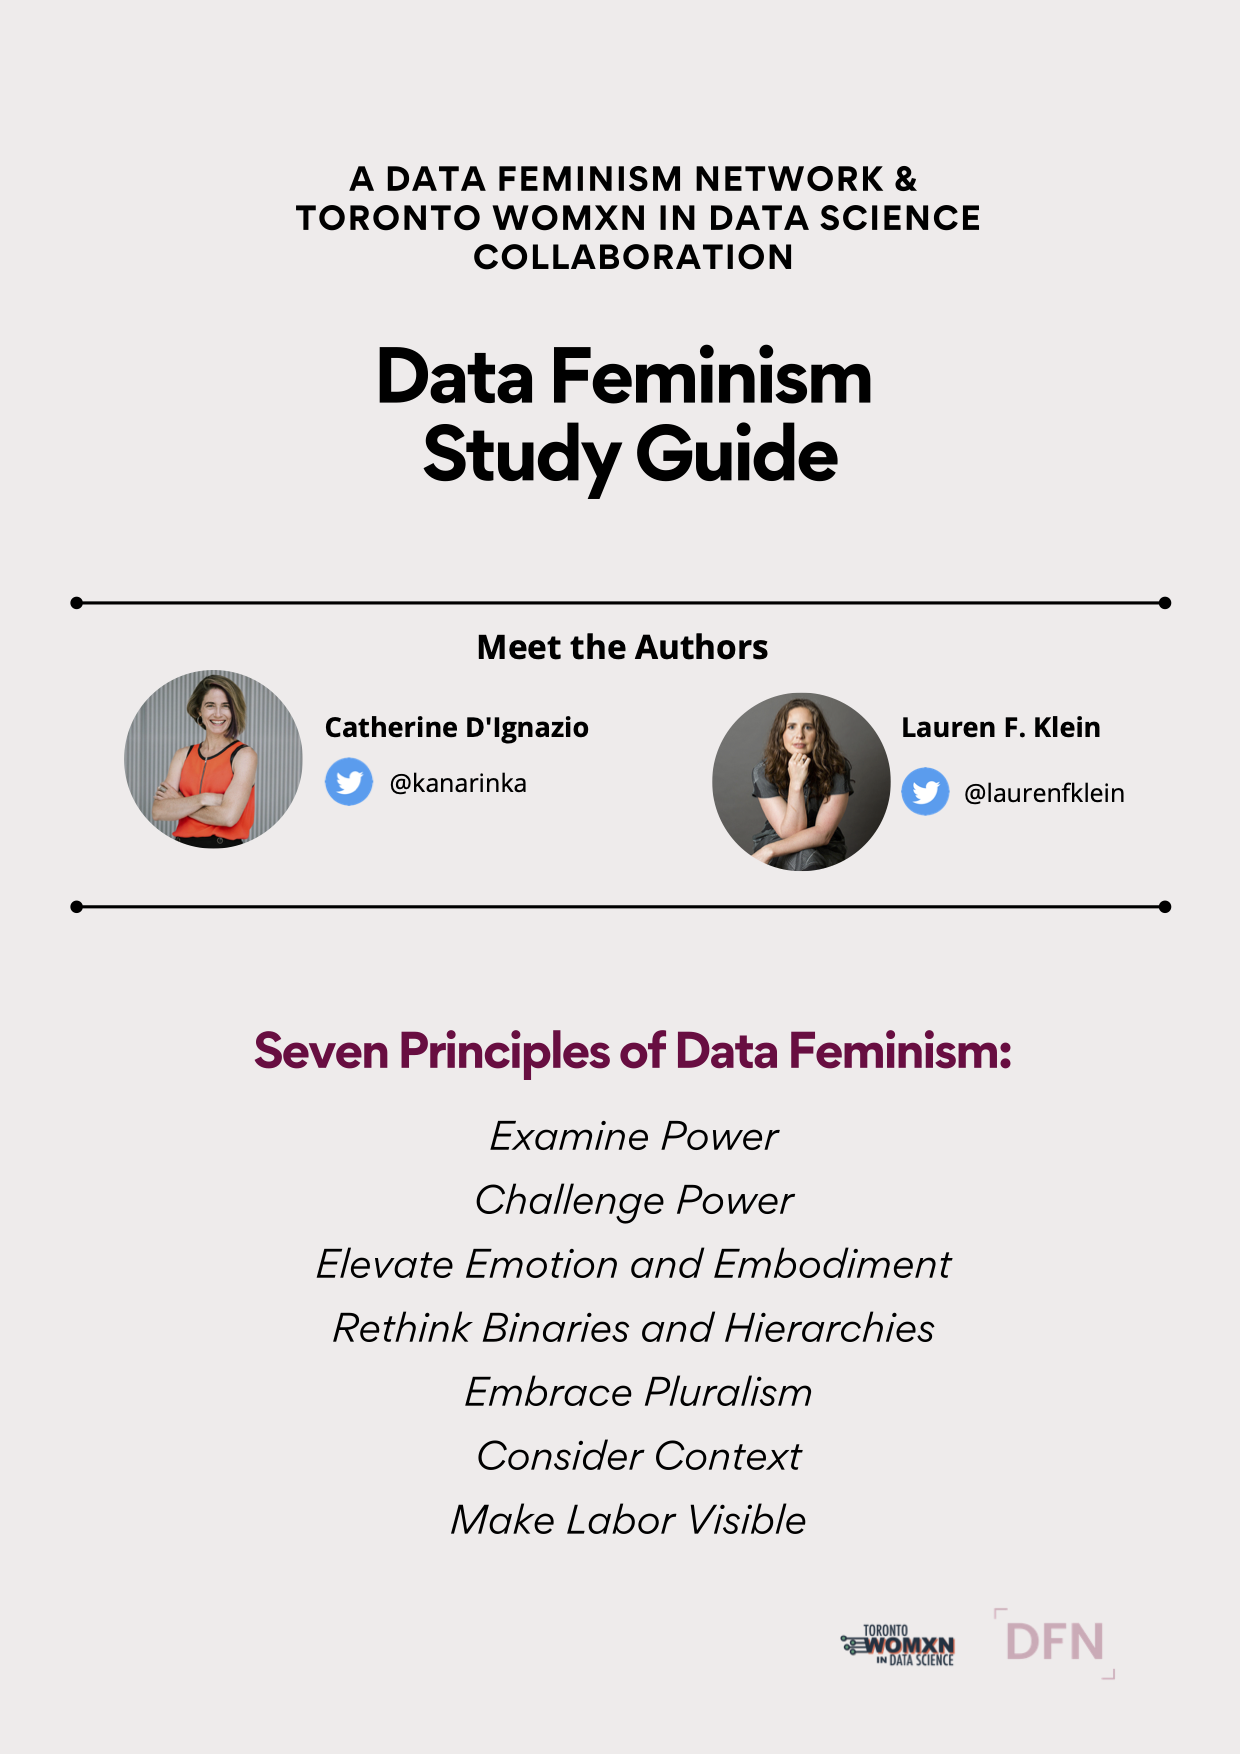 A DATA FEMINISM NETWORK &
TORONTO WOMXN IN DATA SCIENCE
COLLABORATION
Data Feminism
Study Guide
Meet the Authors
Catherine D'Ignazio
@kanarinka
Lauren F. Klein
@laurenfklein
Seven Principles of Data Feminism:
Examine Power
Challenge Power
Elevate Emotion and Embodiment
Rethink Binaries and Hierarchies
Embrace Pluralism
Consider Context
Make Labor Visible
TORONTO
WOMXN
IN DATA SCIENCE
DFN